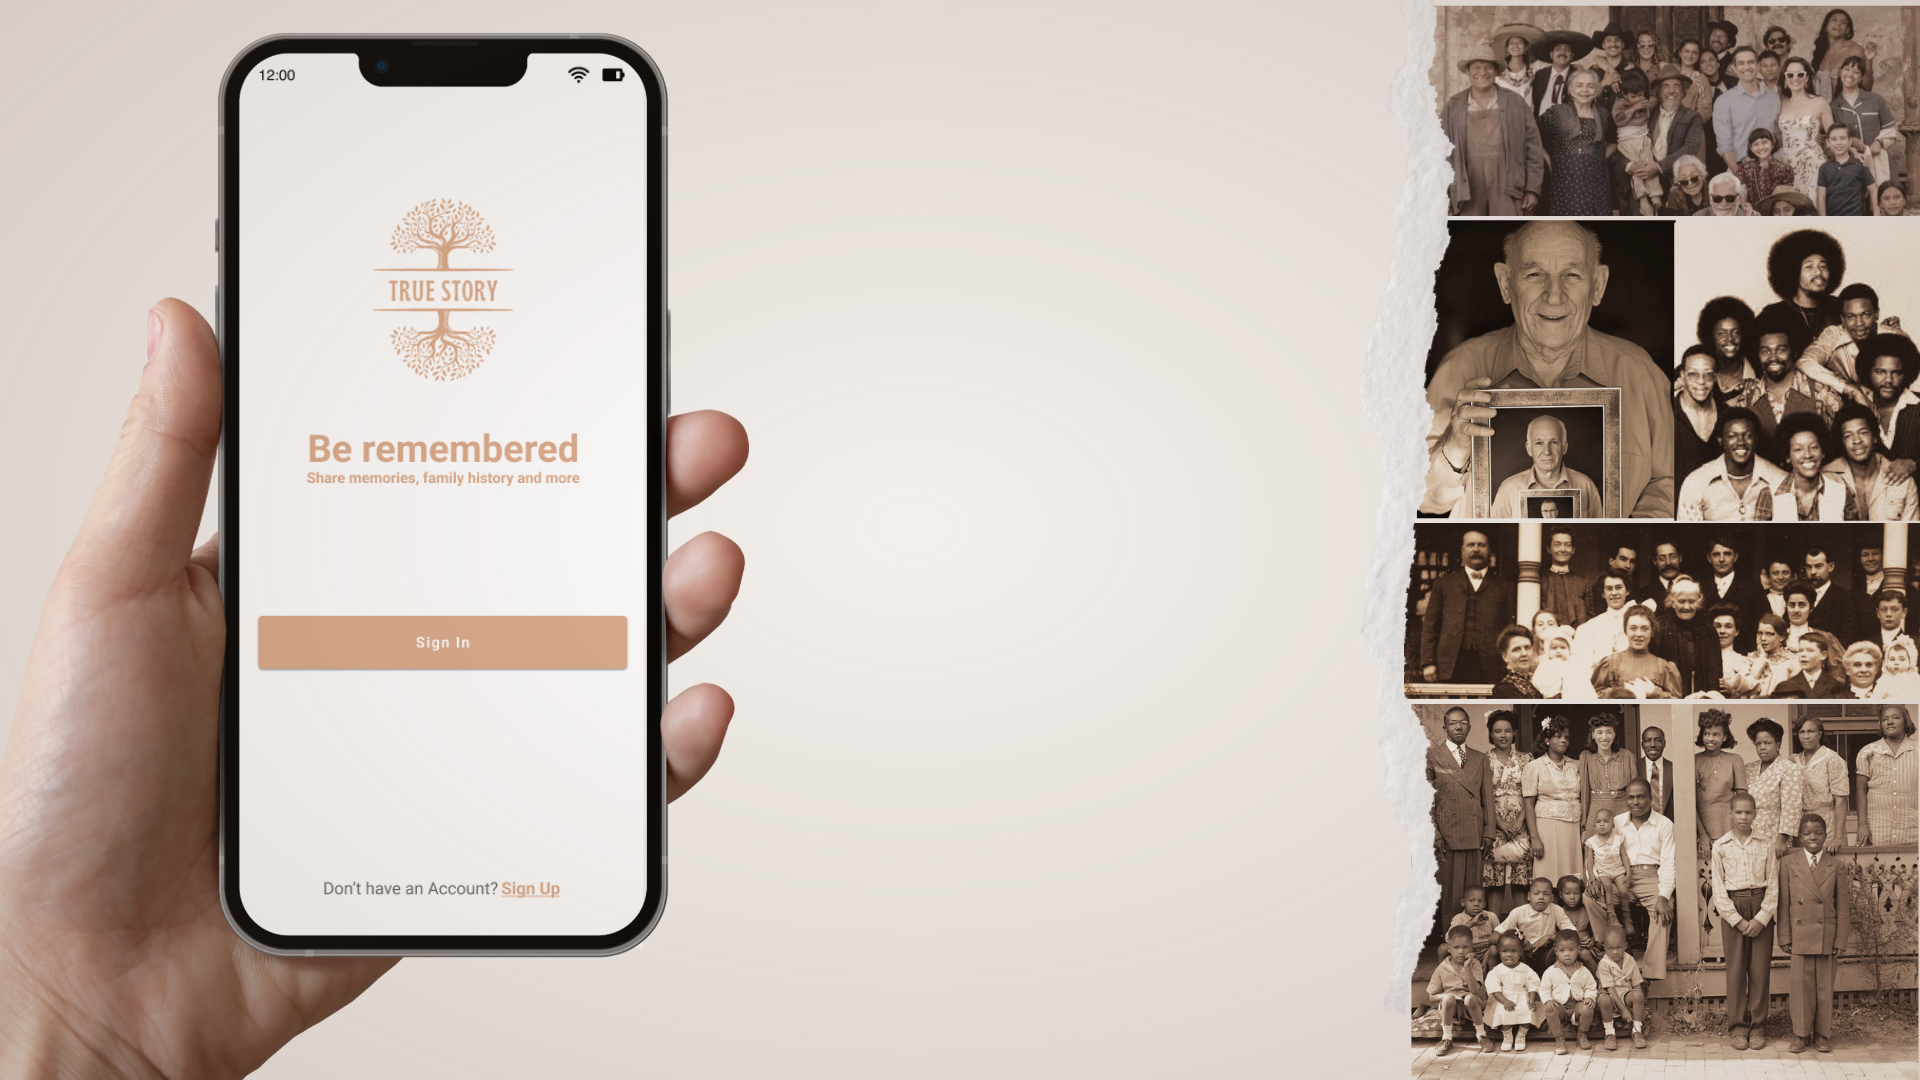 12:00
TRUE STORY
Be remembered
Share memories, family history and more
Sign In
Don't have an Account? Sign Up